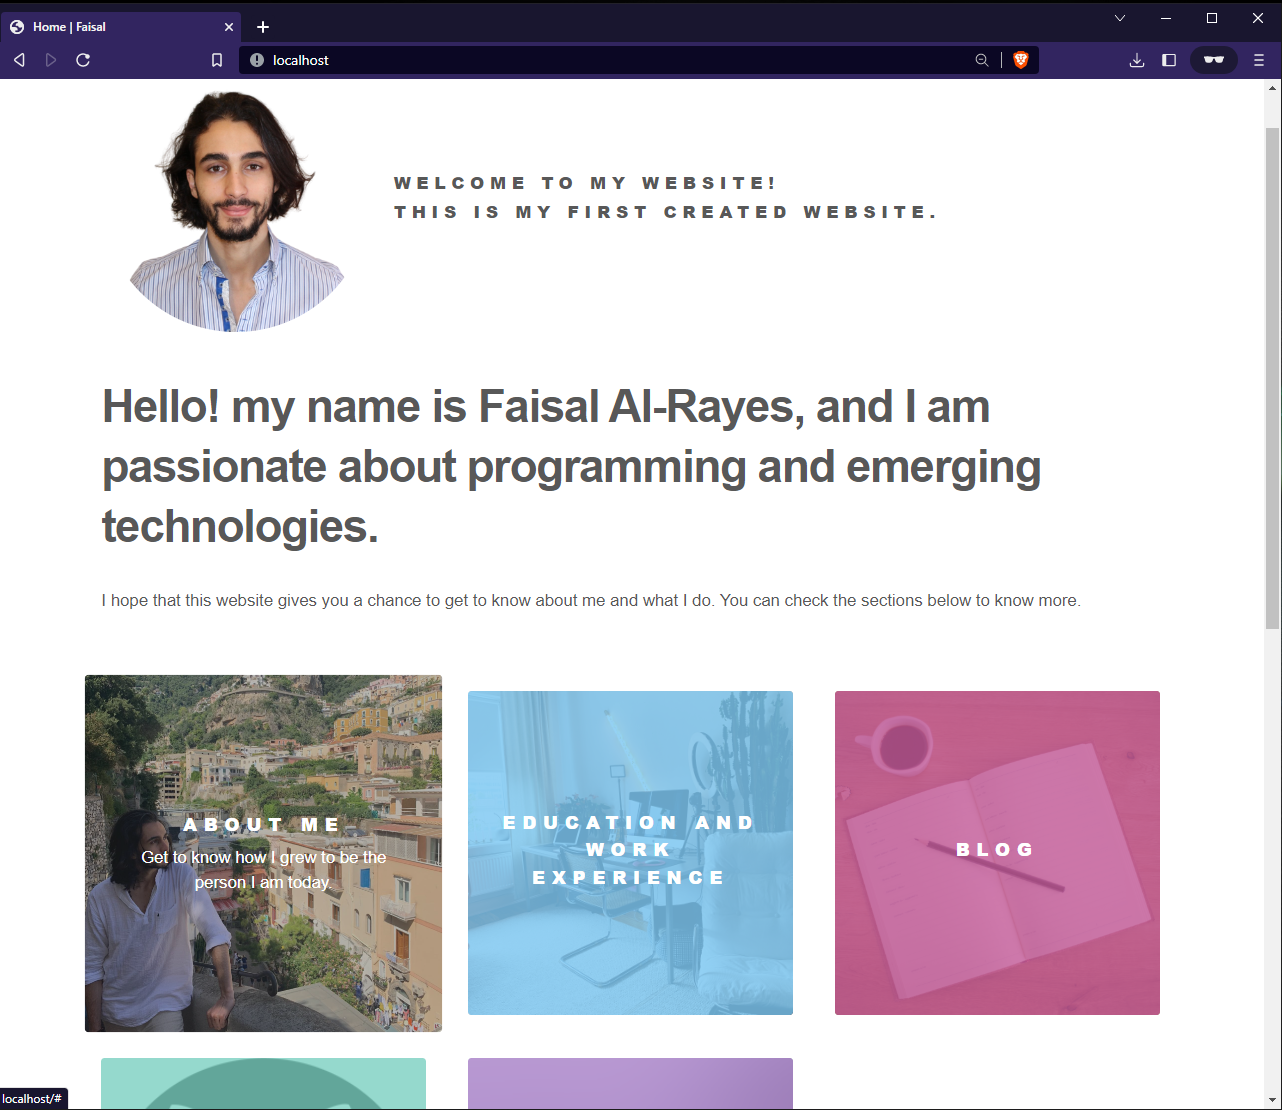 Home | Faisal
localhost
WELCOME TO MY WEBSITE!
THIS IS MY FIRST CREATED WEBSITE.
Hello! my name is Faisal Al-Rayes, and I am
passionate about programming and emerging
technologies.
I hope that this website gives you a chance to get to know about me and what I do. You can check the sections below to know more.
ABOUT ME
Get to know how I grew to be the
person I am today.
EDUCATION AND
WORK
EXPERIENCE
BLOG
localhost/#